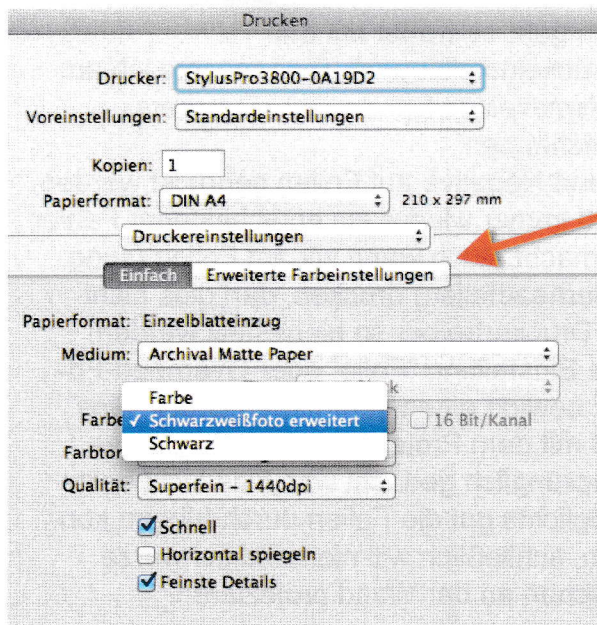 Drucken
Drucker: StylusPro3800-0A19D2
Voreinstellungen: Standardeinstellungen
Kopien: 1
Papierformat: DIN A4 210 x 297 mm
Druckereinstellungen
Einfach Erweiterte Farbeinstellungen
Papierformat: Einzelblatteinzug
Medium: Archival Matte Paper
Farbe
Farbe ✓ Schwarzweißfoto erweitert 16 Bit/Kanal
Schwarz
Farbton
Qualität: Superfein – 1440dpi
Schnell
Horizontal spiegeln
Feinste Details